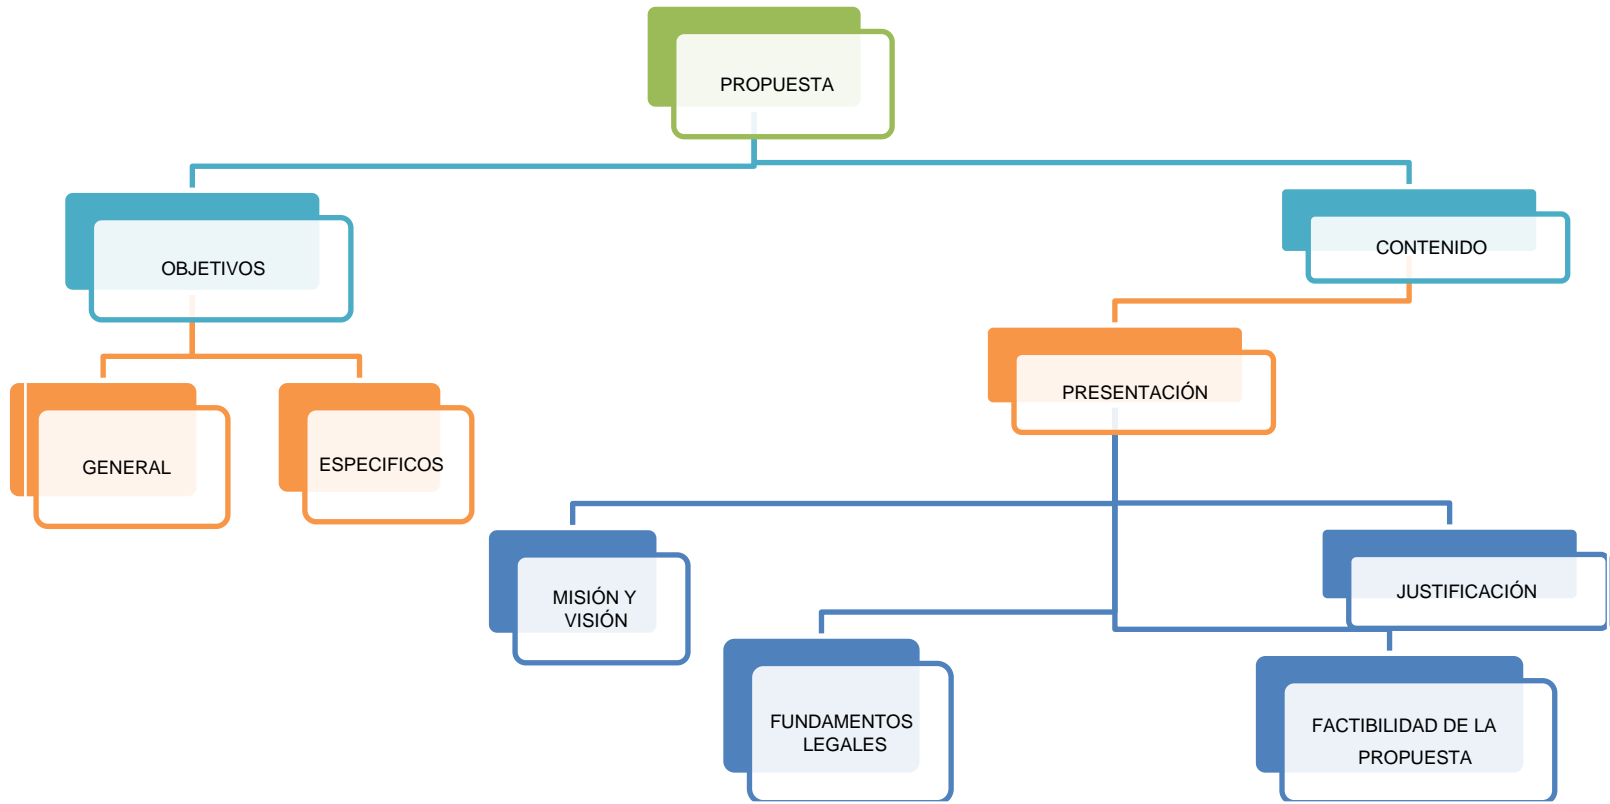 PROPUESTA
OBJETIVOS
CONTENIDO
PRESENTACIÓN
GENERAL
ESPECIFICOS
MISIÓN Y
VISIÓN
JUSTIFICACIÓN
FUNDAMENTOS
LEGALES
FACTIBILIDAD DE LA
PROPUESTA